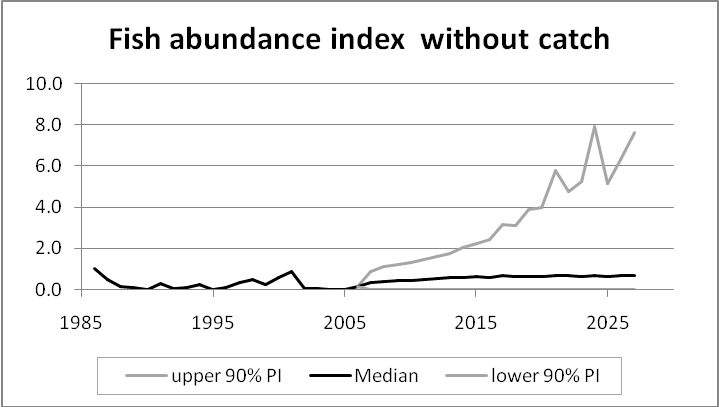 Fish abundance index  without catch
10.0
8.0
6.0
4.0
2.0
0.0
1985 1995 2005 2015 2025
upper 90% PI Median lower 90% PI